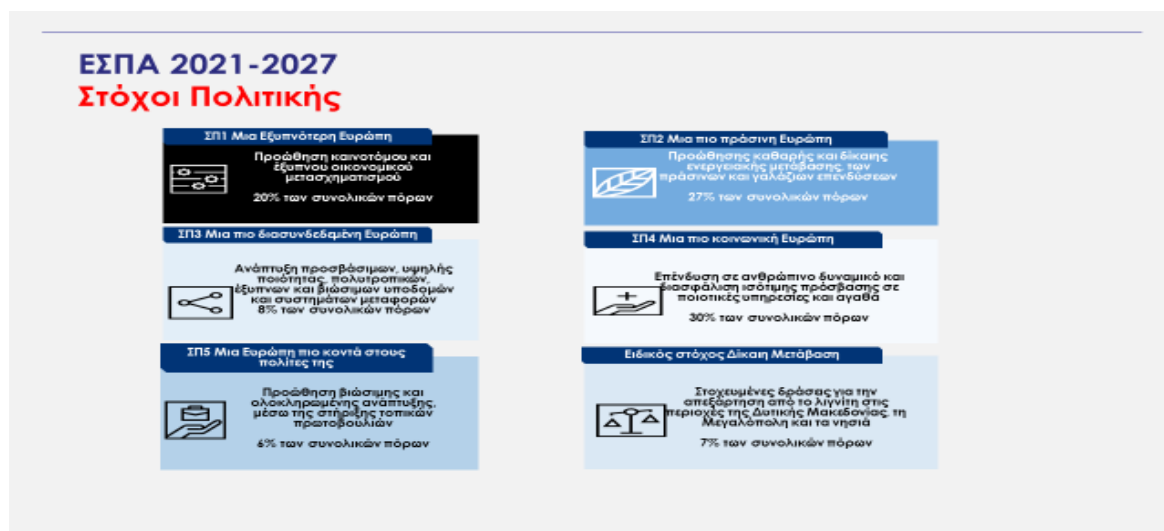 ΕΣΠΑ 2021-2027
Στόχοι Πολιτικής
ΣΠ1 Μια Εξυπνότερη Ευρώπη
Προώθηση καινοτόμου και
έξυπνου οικονομικού
μετασχηματισμού
20% των συνολικών πόρων
ΣΠ2 Μια πιο πράσινη Ευρώπη
Προώθησης καθαρής και δίκαιης
ενεργειακής μετάβασης, των
πράσινων και γαλάζιων επενδύσεων
27% των συνολικών πόρων
ΣΠ3 Μια πιο διασυνδεδεμένη Ευρώπη
Ανάπτυξη προσβάσιμων, υψηλής
ποιότητας, πολυτροπικών,
έξυπνων και βιώσιμων υποδομών
και συστημάτων μεταφορών
8% των συνολικών πόρων
ΣΠ4 Μια πιο κοινωνική Ευρώπη
Επένδυση σε ανθρώπινο δυναμικό και
διασφάλιση ισότιμης πρόσβασης σε
ποιοτικές υπηρεσίες και αγαθά
30% των συνολικών πόρων
ΣΠ5 Μια Ευρώπη πιο κοντά στους
πολίτες της
Προώθηση βιώσιμης και
ολοκληρωμένης ανάπτυξης,
μέσω της στήριξης τοπικών
πρωτοβουλιών
6% των συνολικών πόρων
Ειδικός στόχος Δίκαιη Μετάβαση
Στοχευμένες δράσεις για την
απεξάρτηση από το λιγνίτη στις
περιοχές της Δυτικής Μακεδονίας, τη
Μεγαλόπολη και τα νησιά
7% των συνολικών πόρων